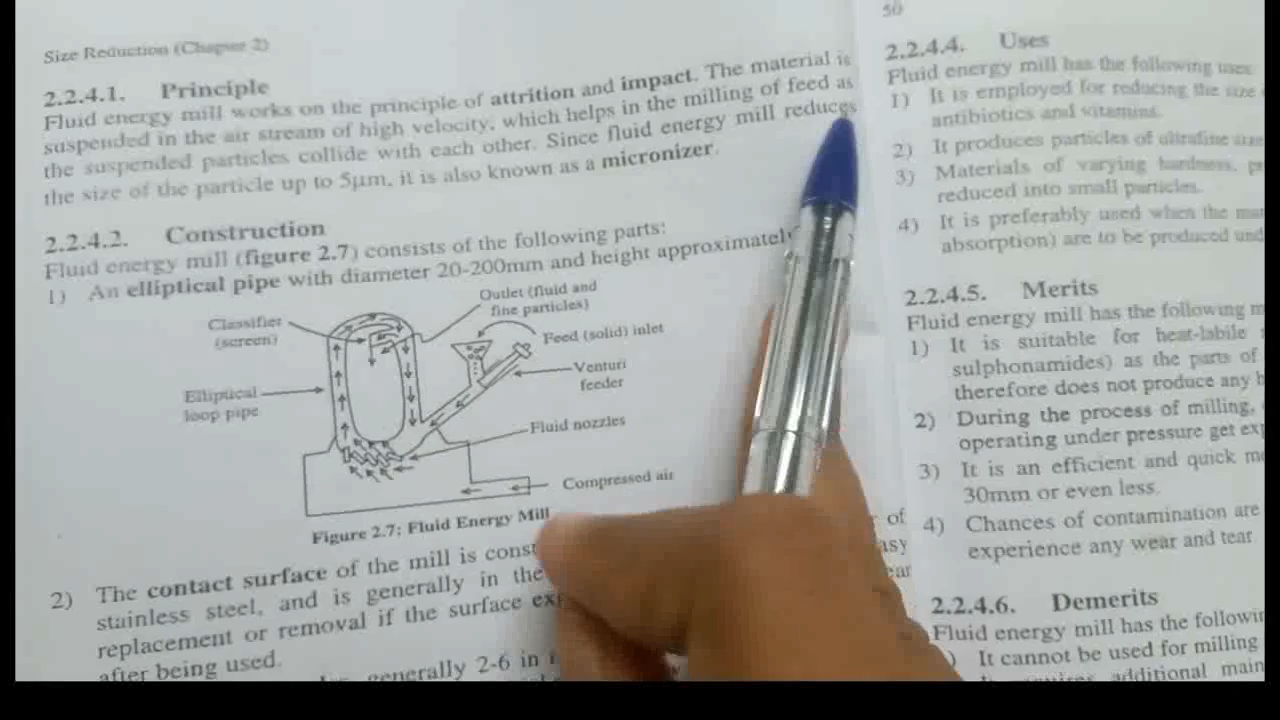 Size Reduction (Chapter 2)
2.2.4.1. Principle
Fluid energy mill works on the principle of attrition and impact. The material is
suspended in the air stream of high velocity, which helps in the milling of feed as
the suspended particles collide with each other. Since fluid energy mill reduces
the size of the particle up to 5µm, it is also known as a micronizer.
2.2.4.2. Construction
Fluid energy mill (figure 2.7) consists of the following parts:
1) An elliptical pipe with diameter 20-200mm and height approximately
Classifier
(screen)
Outlet (fluid and
fine particles)
Feed (solid) inlet
Venturi
feeder
Elliptical
loop pipe
Fluid nozzles
Compressed air
Figure 2.7: Fluid Energy Mill
2) The contact surface of the mill is const
stainless steel, and is generally in the
replacement or removal if the surface ex
after being used.
generally 2-6 in
of
asy
ear
50
2.2.4.4. Uses
Fluid energy mill has the following uses
1) It is employed for reducing the size
antibiotics and vitamins.
2) It produces particles of ultrafine size
3) Materials of varying hardness, p
reduced into small particles.
4) It is preferably used when the ma
absorption) are to be produced und
2.2.4.5. Merits
Fluid energy mill has the following m
1) It is suitable for heat-labile
sulphonamides) as the parts of
therefore does not produce any h
2) During the process of milling,
operating under pressure get exp
3) It is an efficient and quick me
30mm or even less.
4) Chances of contamination are
experience any wear and tear
2.2.4.6. Demerits
Fluid energy mill has the followin
) It cannot be used for milling
additional main